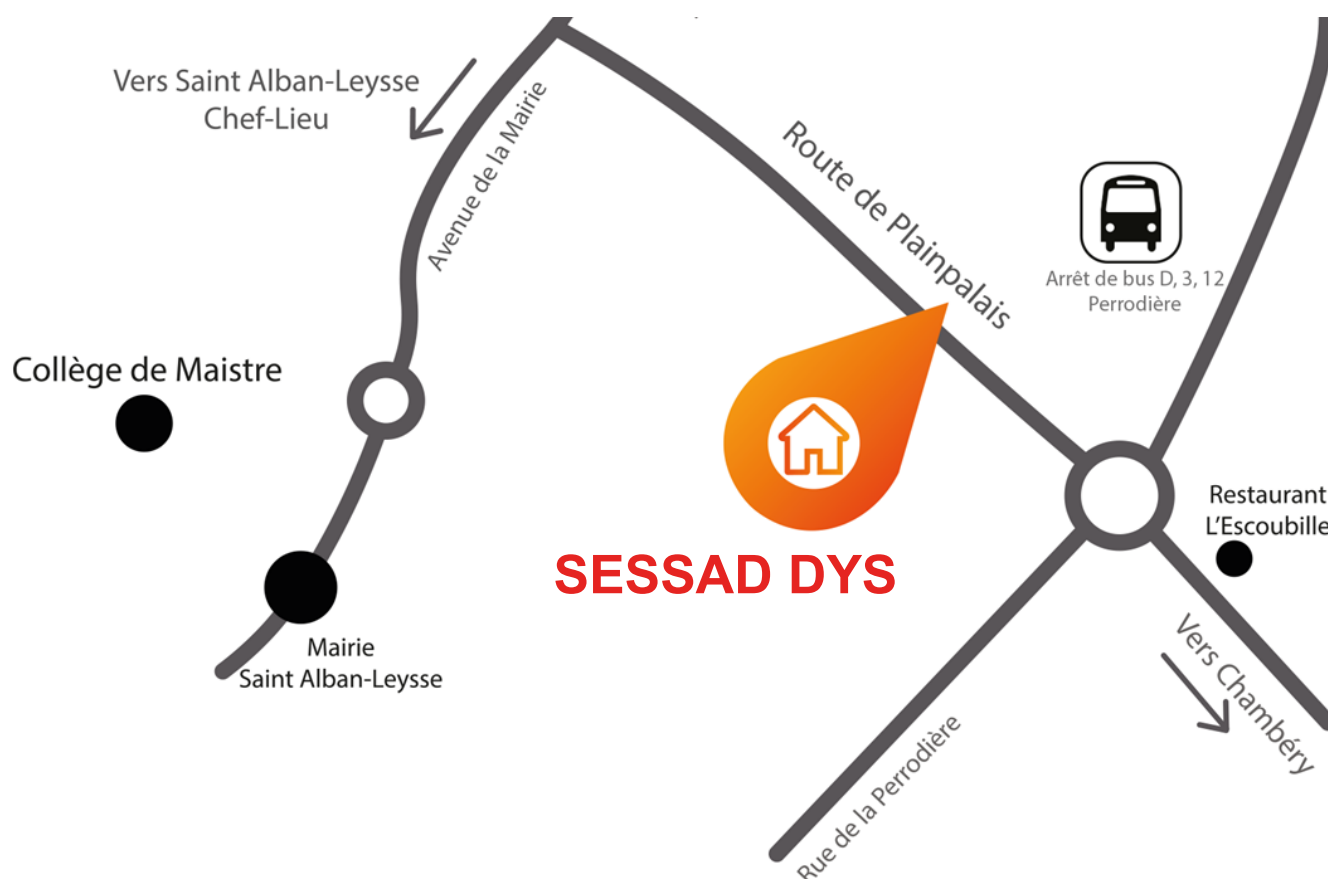 Vers Saint Alban-Leysse
Chef-Lieu
Avenue de la Mairie
Route de Plainpalais
Arrêt de bus D, 3, 12
Perrodière
Collège de Maistre
Restaurant
L'Escoubille
SESSAD DYS
Mairie
Saint Alban-Leysse
Vers Chambéry
Rue de la Perrodière